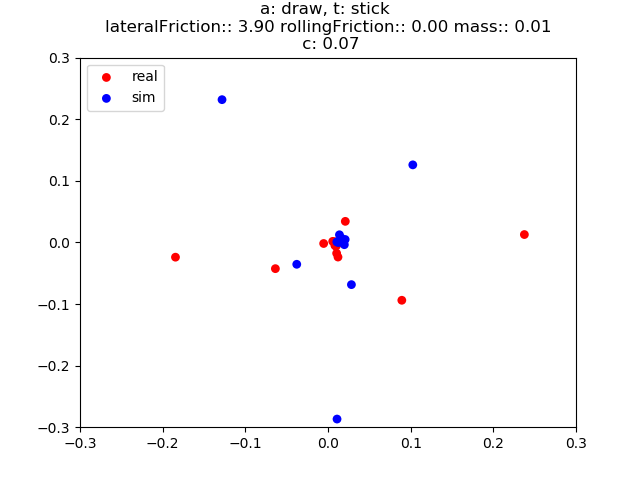 a: draw, t: stick
lateralFriction:: 3.90 rollingFriction:: 0.00 mass:: 0.01
c: 0.07
real
sim
0.3
0.2
0.1
0.0
−0.1
−0.2
−0.3
−0.3
−0.2
−0.1
0.0
0.1
0.2
0.3